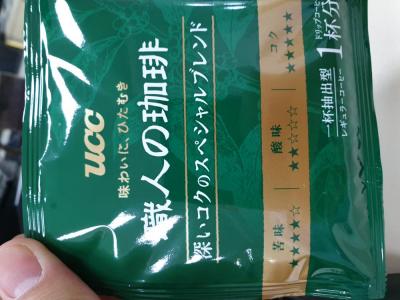 UCC
味わいに、ひたむき
職人の珈琲
深いコクのスペシャルブレンド
苦味 ★★★★☆
酸味 ★★☆☆☆
コク ★★★★★
一杯抽出型
レギュラーコーヒー
ドリップコーヒー
1杯分